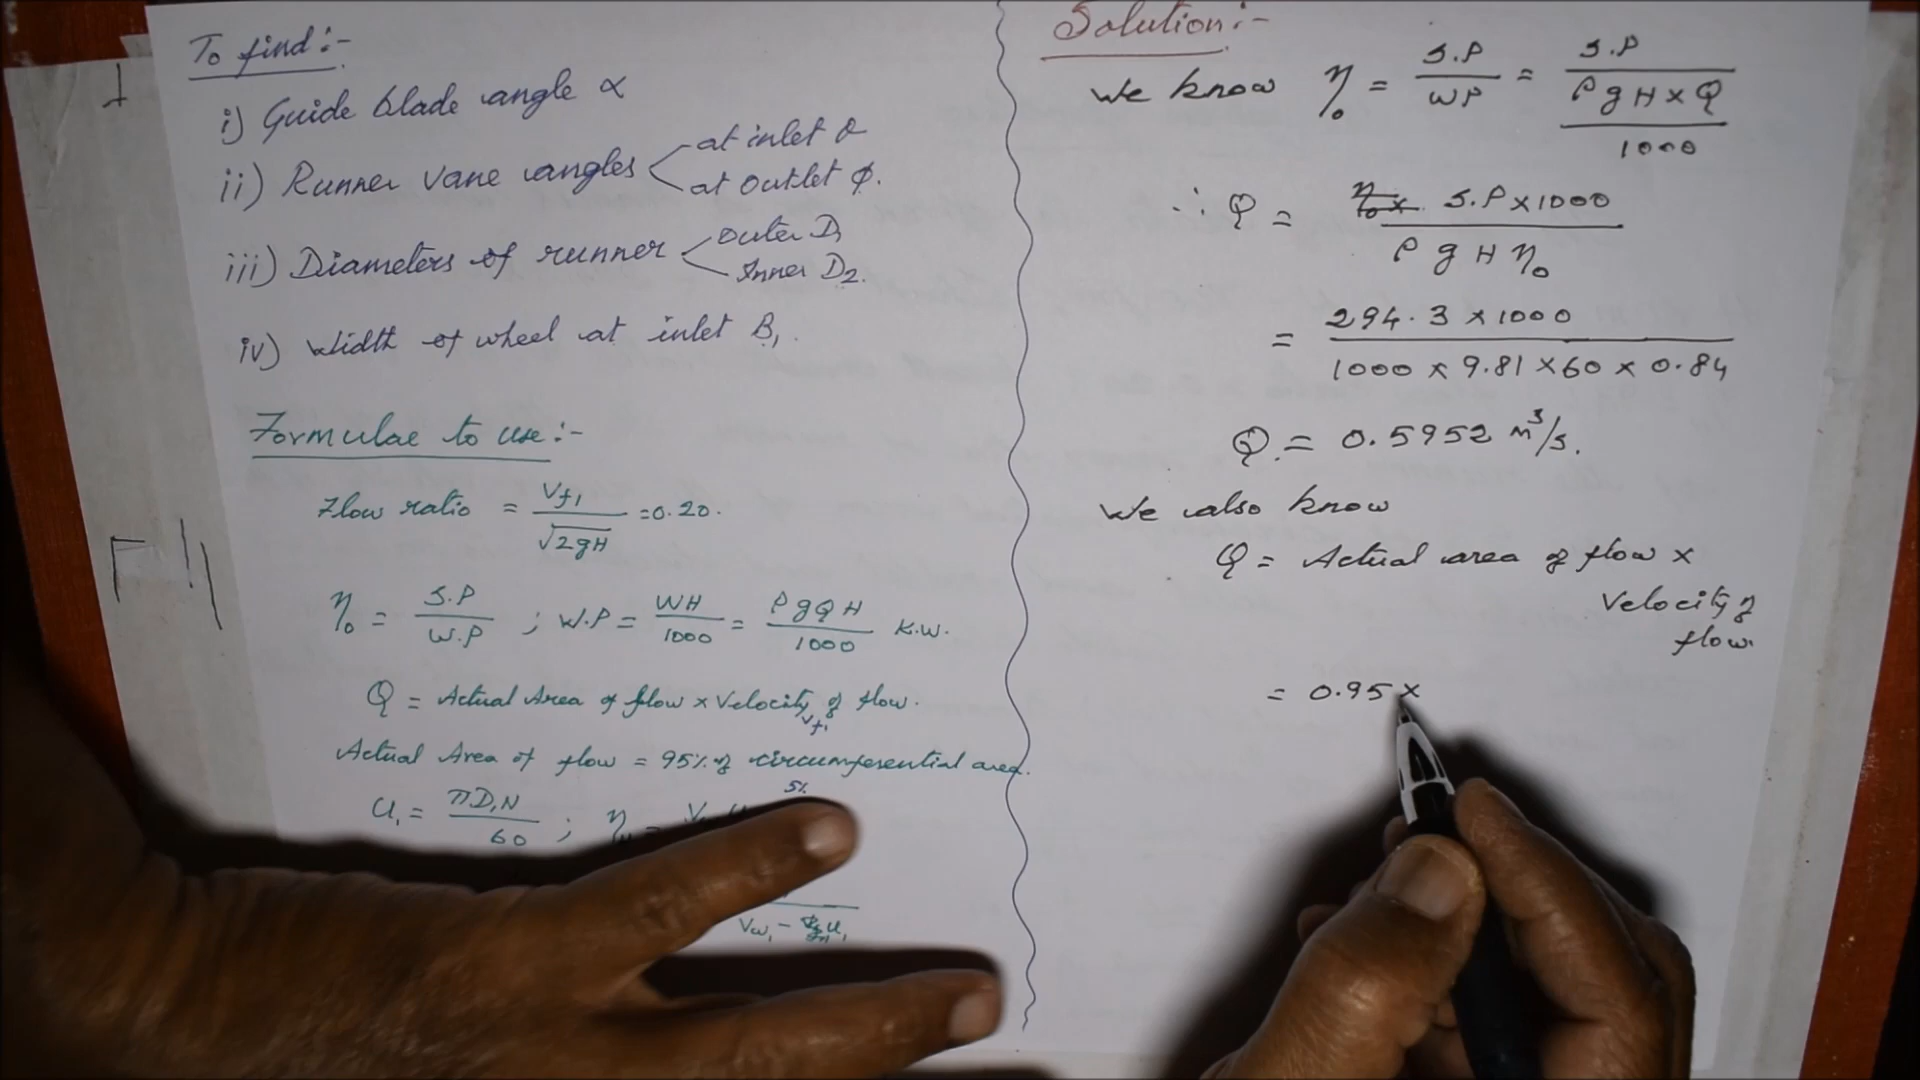 To find :-
i) Guide blade angle α
ii) Runner vane angles < at inlet θ
at outlet φ.
iii) Diameters of runner < outer D1
Inner D2.
iv) Width of wheel at inlet B1.
Formulae to use :-
Flow ratio = Vf1 / √2gH = 0.20.
ηo = S.P / W.P ; W.P = WH / 1000 = ρgQH / 1000 K.W.
Q = Actual Area of flow x Velocity of flow.
Vf1
Actual Area of flow = 95% of circumferential area.
5%
U1 = πD1N / 60 ;
Vw1 -
Solution :-
We know ηo = S.P / WP = S.P / ρgH x Q / 1000
∴ Q = S.P x 1000 / ρ g H ηo
= 294.3 x 1000 / 1000 x 9.81 x 60 x 0.84
Q = 0.5952 m³/s.
We also know
Q = Actual area of flow x
Velocity of
flow.
= 0.95 x